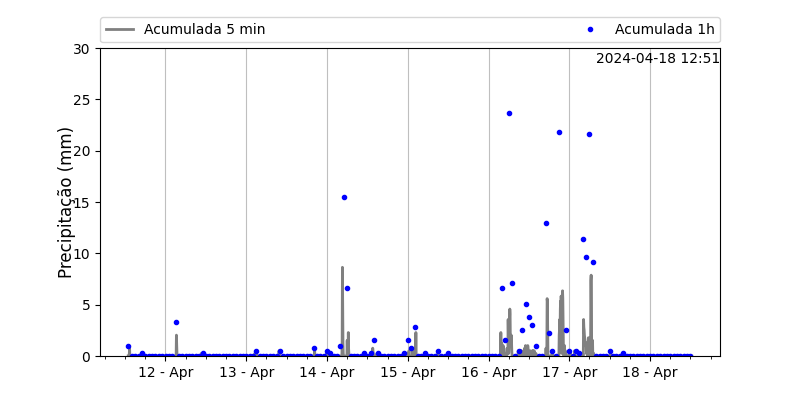 Acumulada 5 min
Acumulada 1h
2024-04-18 12:51
Precipitação (mm)
30
25
20
15
10
5
0
12 - Apr
13 - Apr
14 - Apr
15 - Apr
16 - Apr
17 - Apr
18 - Apr